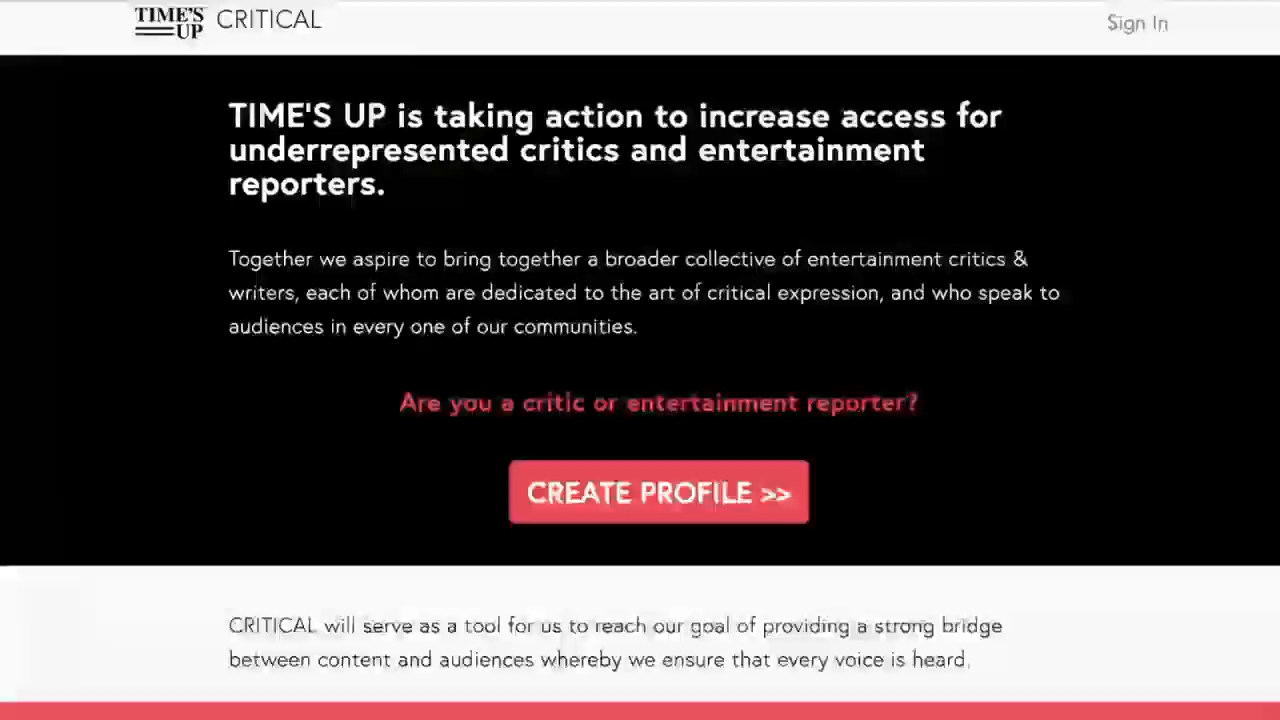 TIME'S UP CRITICAL
Sign In
TIME'S UP is taking action to increase access for
underrepresented critics and entertainment
reporters.
Together we aspire to bring together a broader collective of entertainment critics &
writers, each of whom are dedicated to the art of critical expression, and who speak to
audiences in every one of our communities.
Are you a critic or entertainment reporter?
CREATE PROFILE >>
CRITICAL will serve as a tool for us to reach our goal of providing a strong bridge
between content and audiences whereby we ensure that every voice is heard.